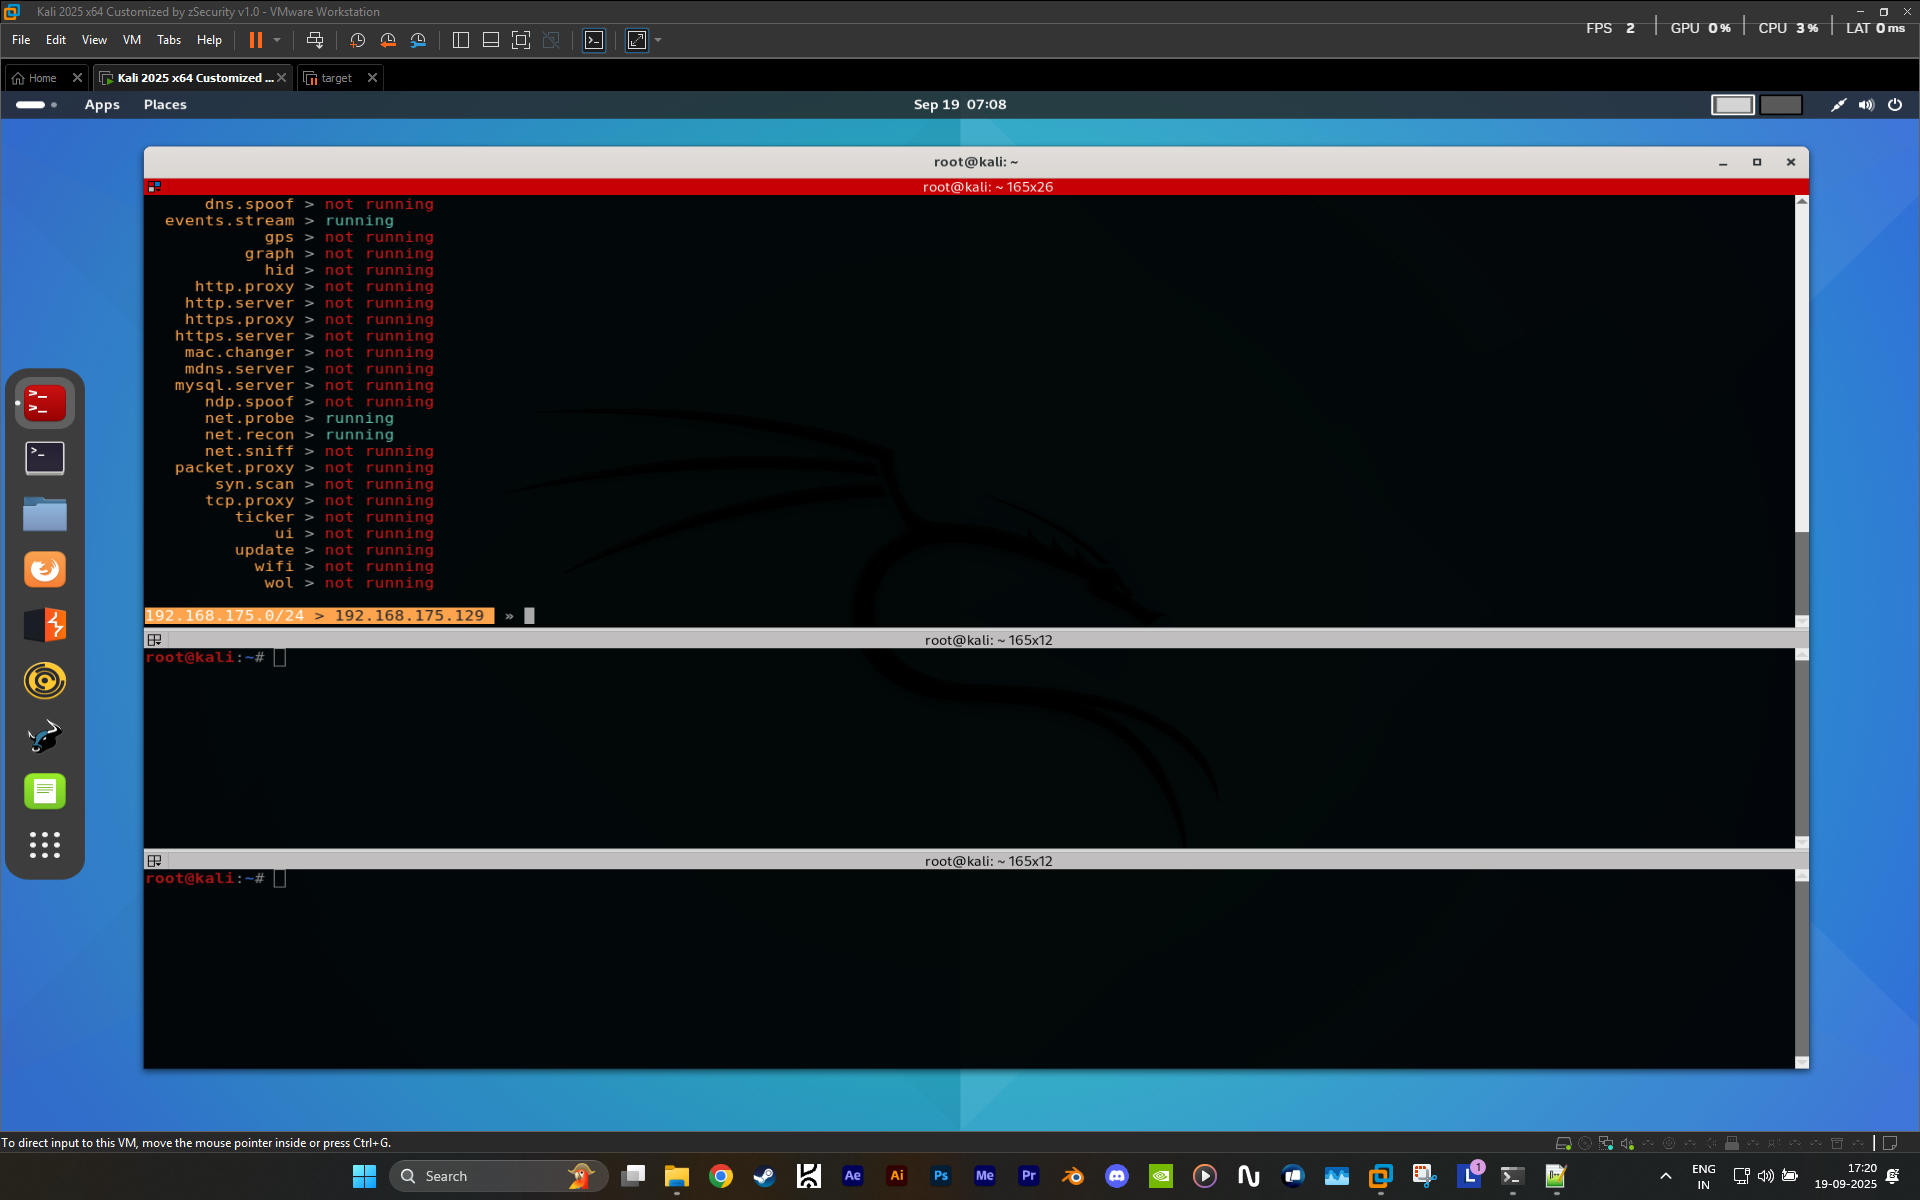 Kali 2025 x64 Customized by zSecurity v1.0 - VMware Workstation
File Edit View VM Tabs Help
FPS 2 GPU 0% CPU 3% LAT 0ms
Home Kali 2025 x64 Customized ... target
Apps Places Sep 19 07:08
root@kali: ~
root@kali: ~ 165x26
dns.spoof > not running
events.stream > running
gps > not running
graph > not running
hid > not running
http.proxy > not running
http.server > not running
https.proxy > not running
https.server > not running
mac.changer > not running
mdns.server > not running
mysql.server > not running
ndp.spoof > not running
net.probe > running
net.recon > running
net.sniff > not running
packet.proxy > not running
syn.scan > not running
tcp.proxy > not running
ticker > not running
ui > not running
update > not running
wifi > not running
wol > not running
192.168.175.0/24 > 192.168.175.129 »
root@kali: ~ 165x12
root@kali:~#
root@kali: ~ 165x12
root@kali:~#
To direct input to this VM, move the mouse pointer inside or press Ctrl+G.
Search Ae Ai Ps Me Pr L 1
ENG
IN
17:20
19-09-2025